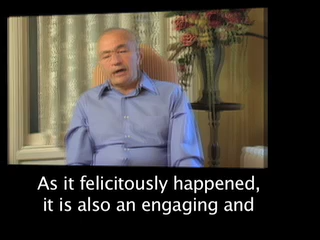 As it felicitously happened,
it is also an engaging and